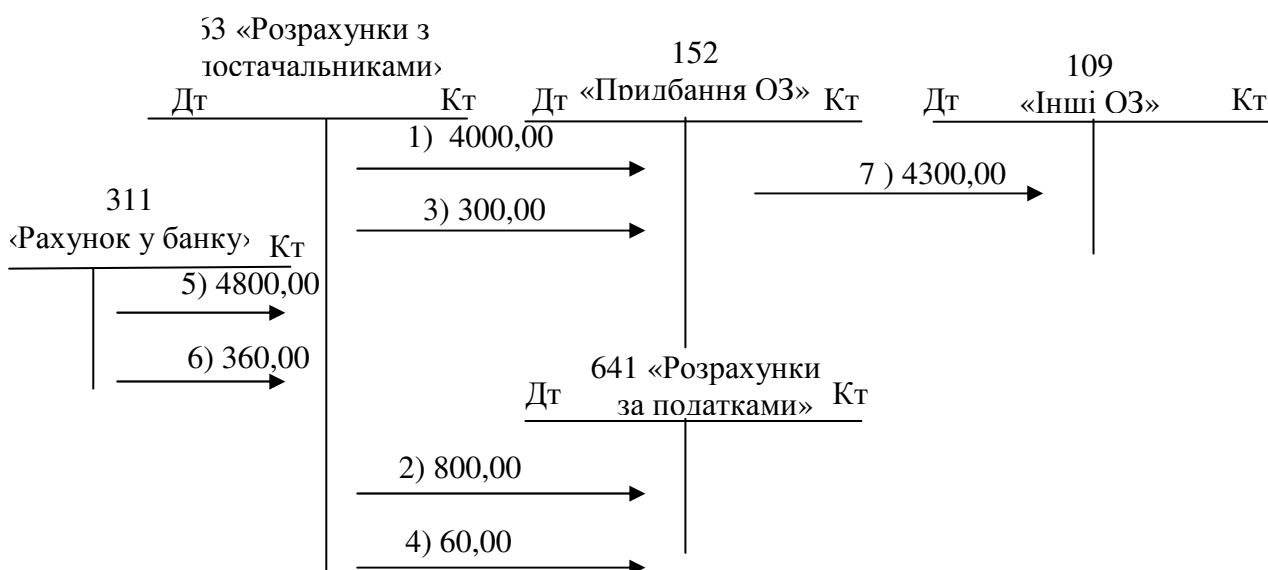 63 «Розрахунки з
постачальниками»
Дт Кт
152
«Придбання ОЗ»
Дт Кт
109
«Інші ОЗ»
Дт Кт
1) 4000,00
7 ) 4300,00
3) 300,00
311
«Рахунок у банку»
Кт
5) 4800,00
6) 360,00
641 «Розрахунки
за податками»
Дт Кт
2) 800,00
4) 60,00